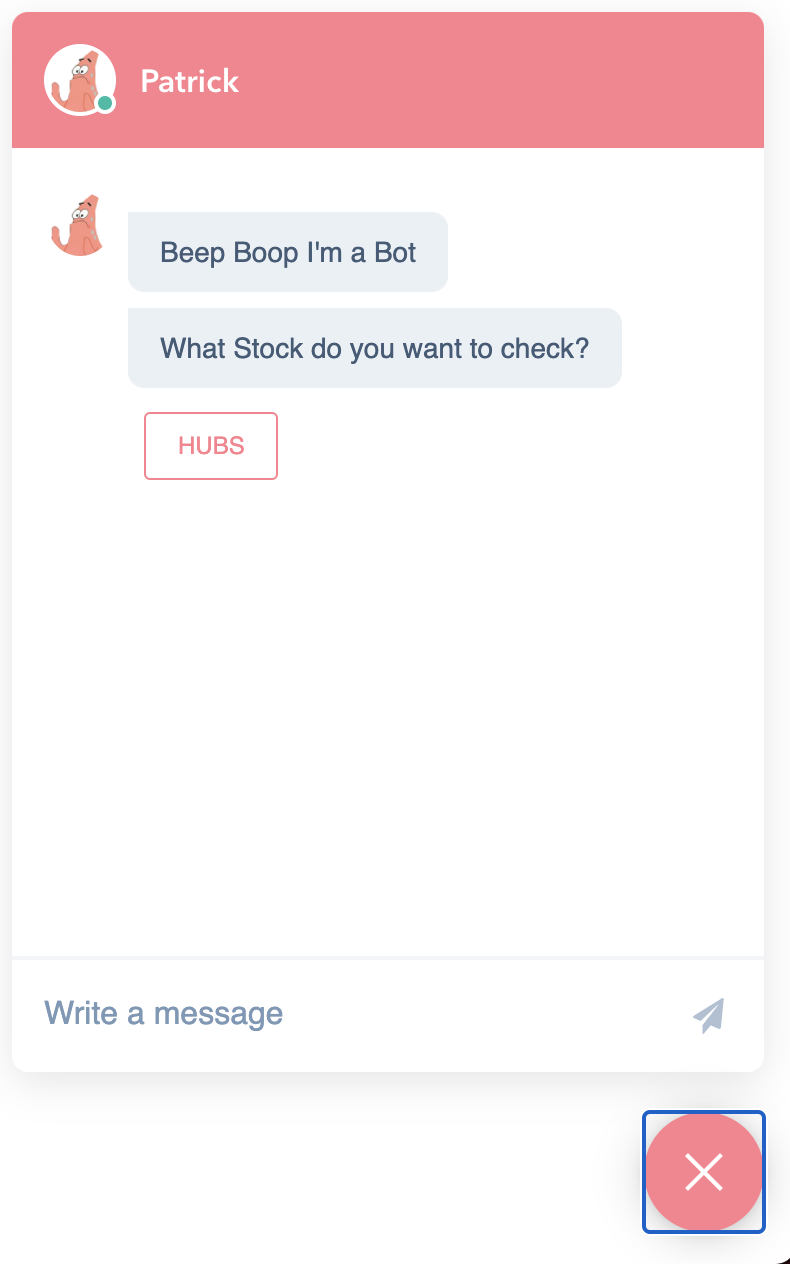 Patrick
Beep Boop I'm a Bot
What Stock do you want to check?
HUBS
Write a message